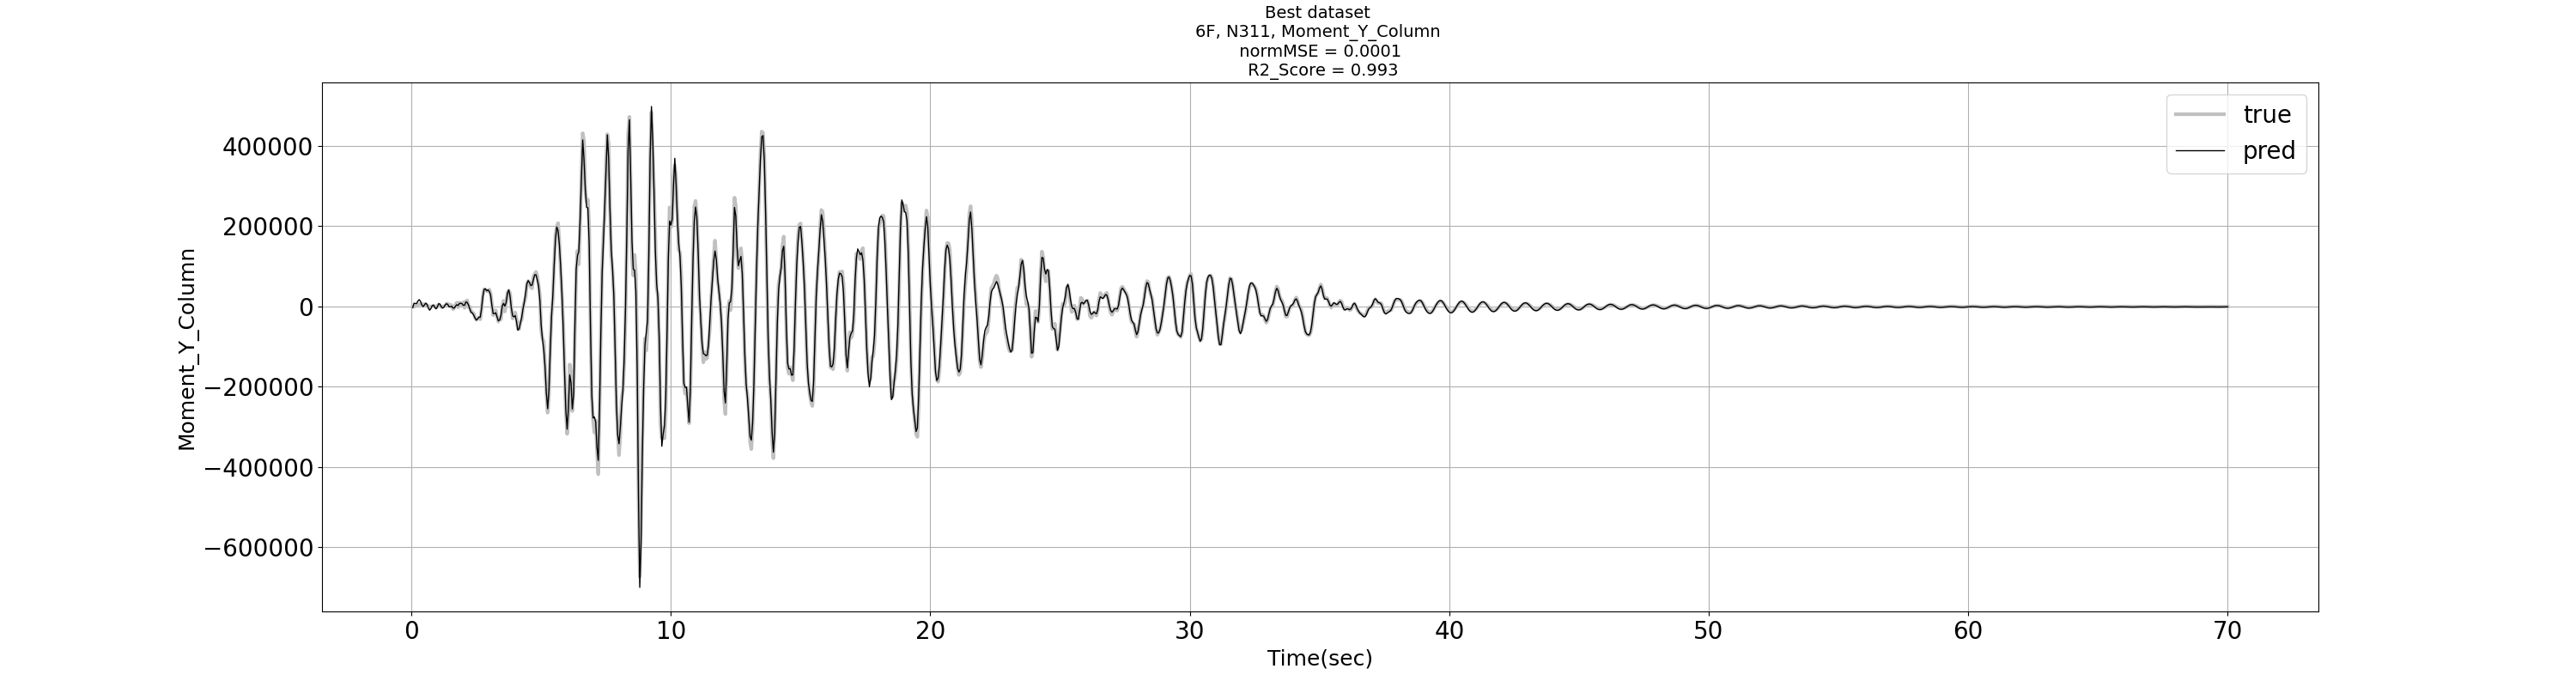 Best dataset
6F, N311, Moment_Y_Column
normMSE = 0.0001
R2_Score = 0.993
true
pred
400000
200000
0
−200000
−400000
−600000
Moment_Y_Column
0 10 20 30 40 50 60 70
Time(sec)